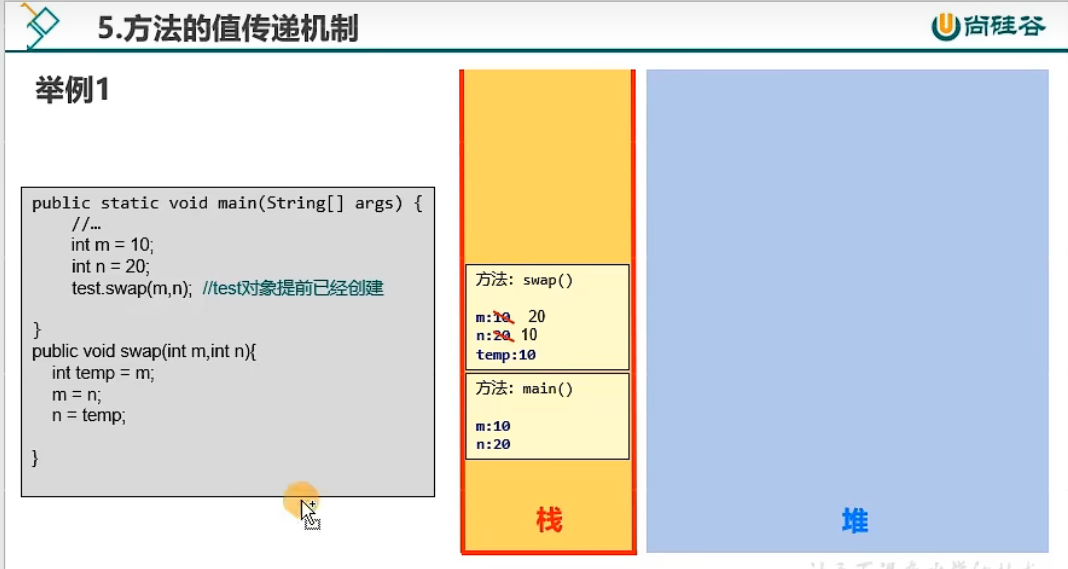 5.方法的值传递机制
尚硅谷
举例1
public static void main(String[] args) {
//…
int m = 10;
int n = 20;
test.swap(m,n); //test对象提前已经创建
}
public void swap(int m,int n){
int temp = m;
m = n;
n = temp;
}
方法: swap()
m:10 20
n:20 10
temp:10
方法: main()
m:10
n:20
栈
堆